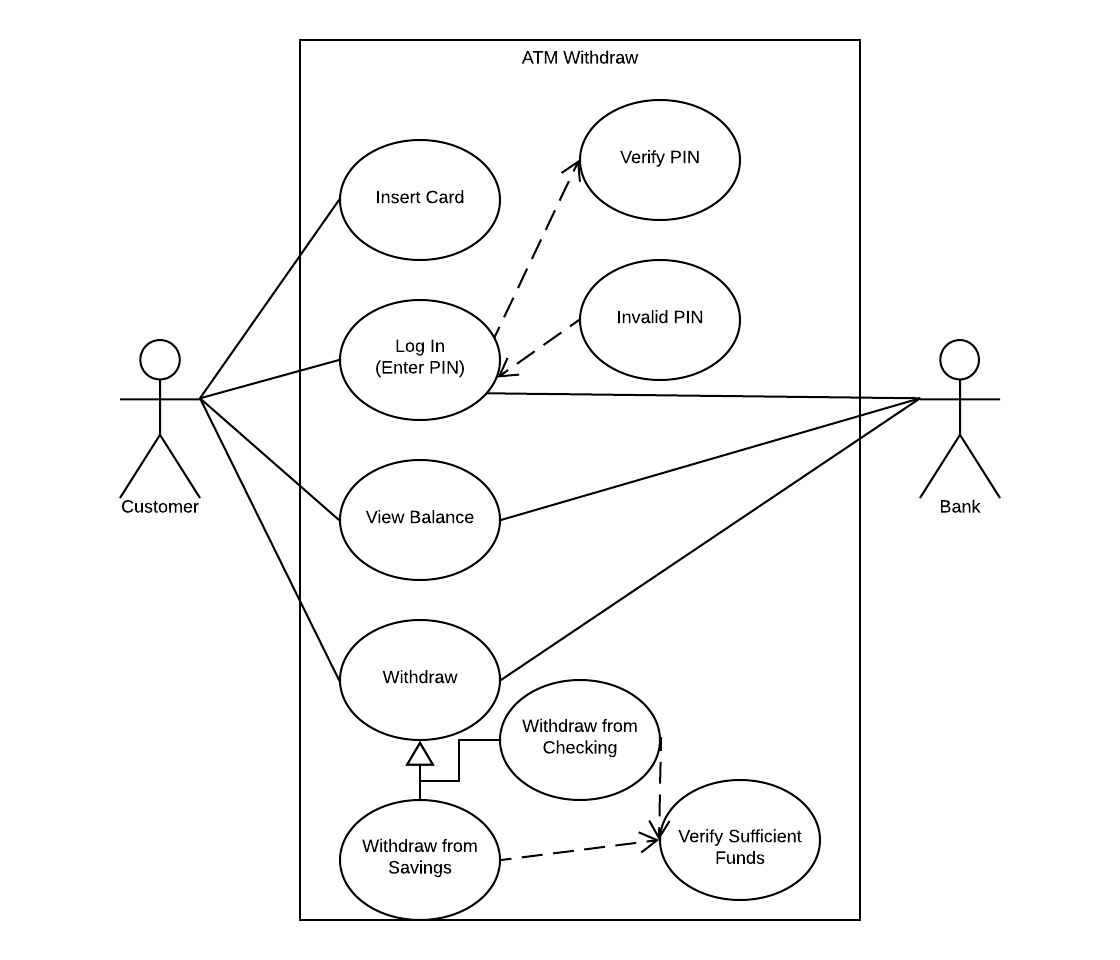 ATM Withdraw
Verify PIN
Insert Card
Invalid PIN
Log In
(Enter PIN)
Customer
Bank
View Balance
Withdraw
Withdraw from
Checking
Verify Sufficient
Funds
Withdraw from
Savings